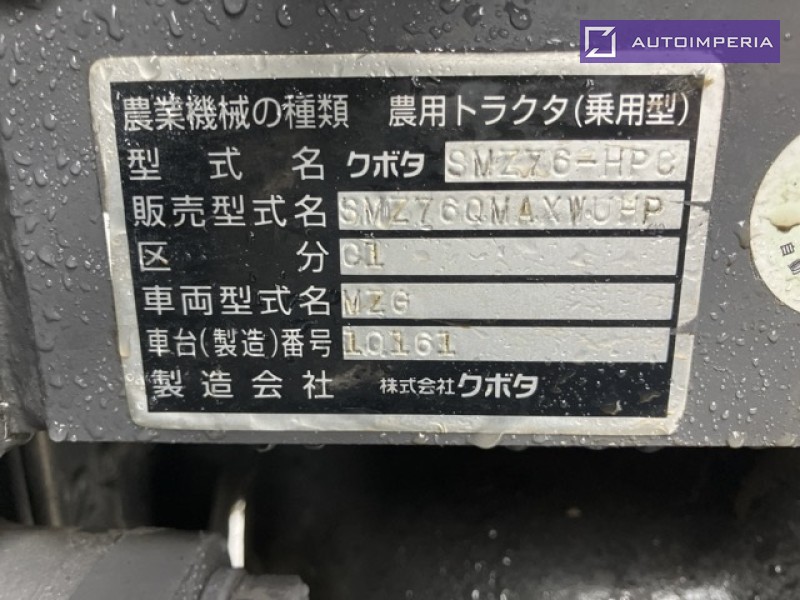 AUTOIMPERIA
農業機械の種類 農用トラクタ(乗用型)
型式名 クボタ SMZ76-HPC
販売型式名 SMZ76QMAXWUHP
区分 C1
車両型式名 MZG
車台(製造)番号 10161
製造会社 株式会社クボタ